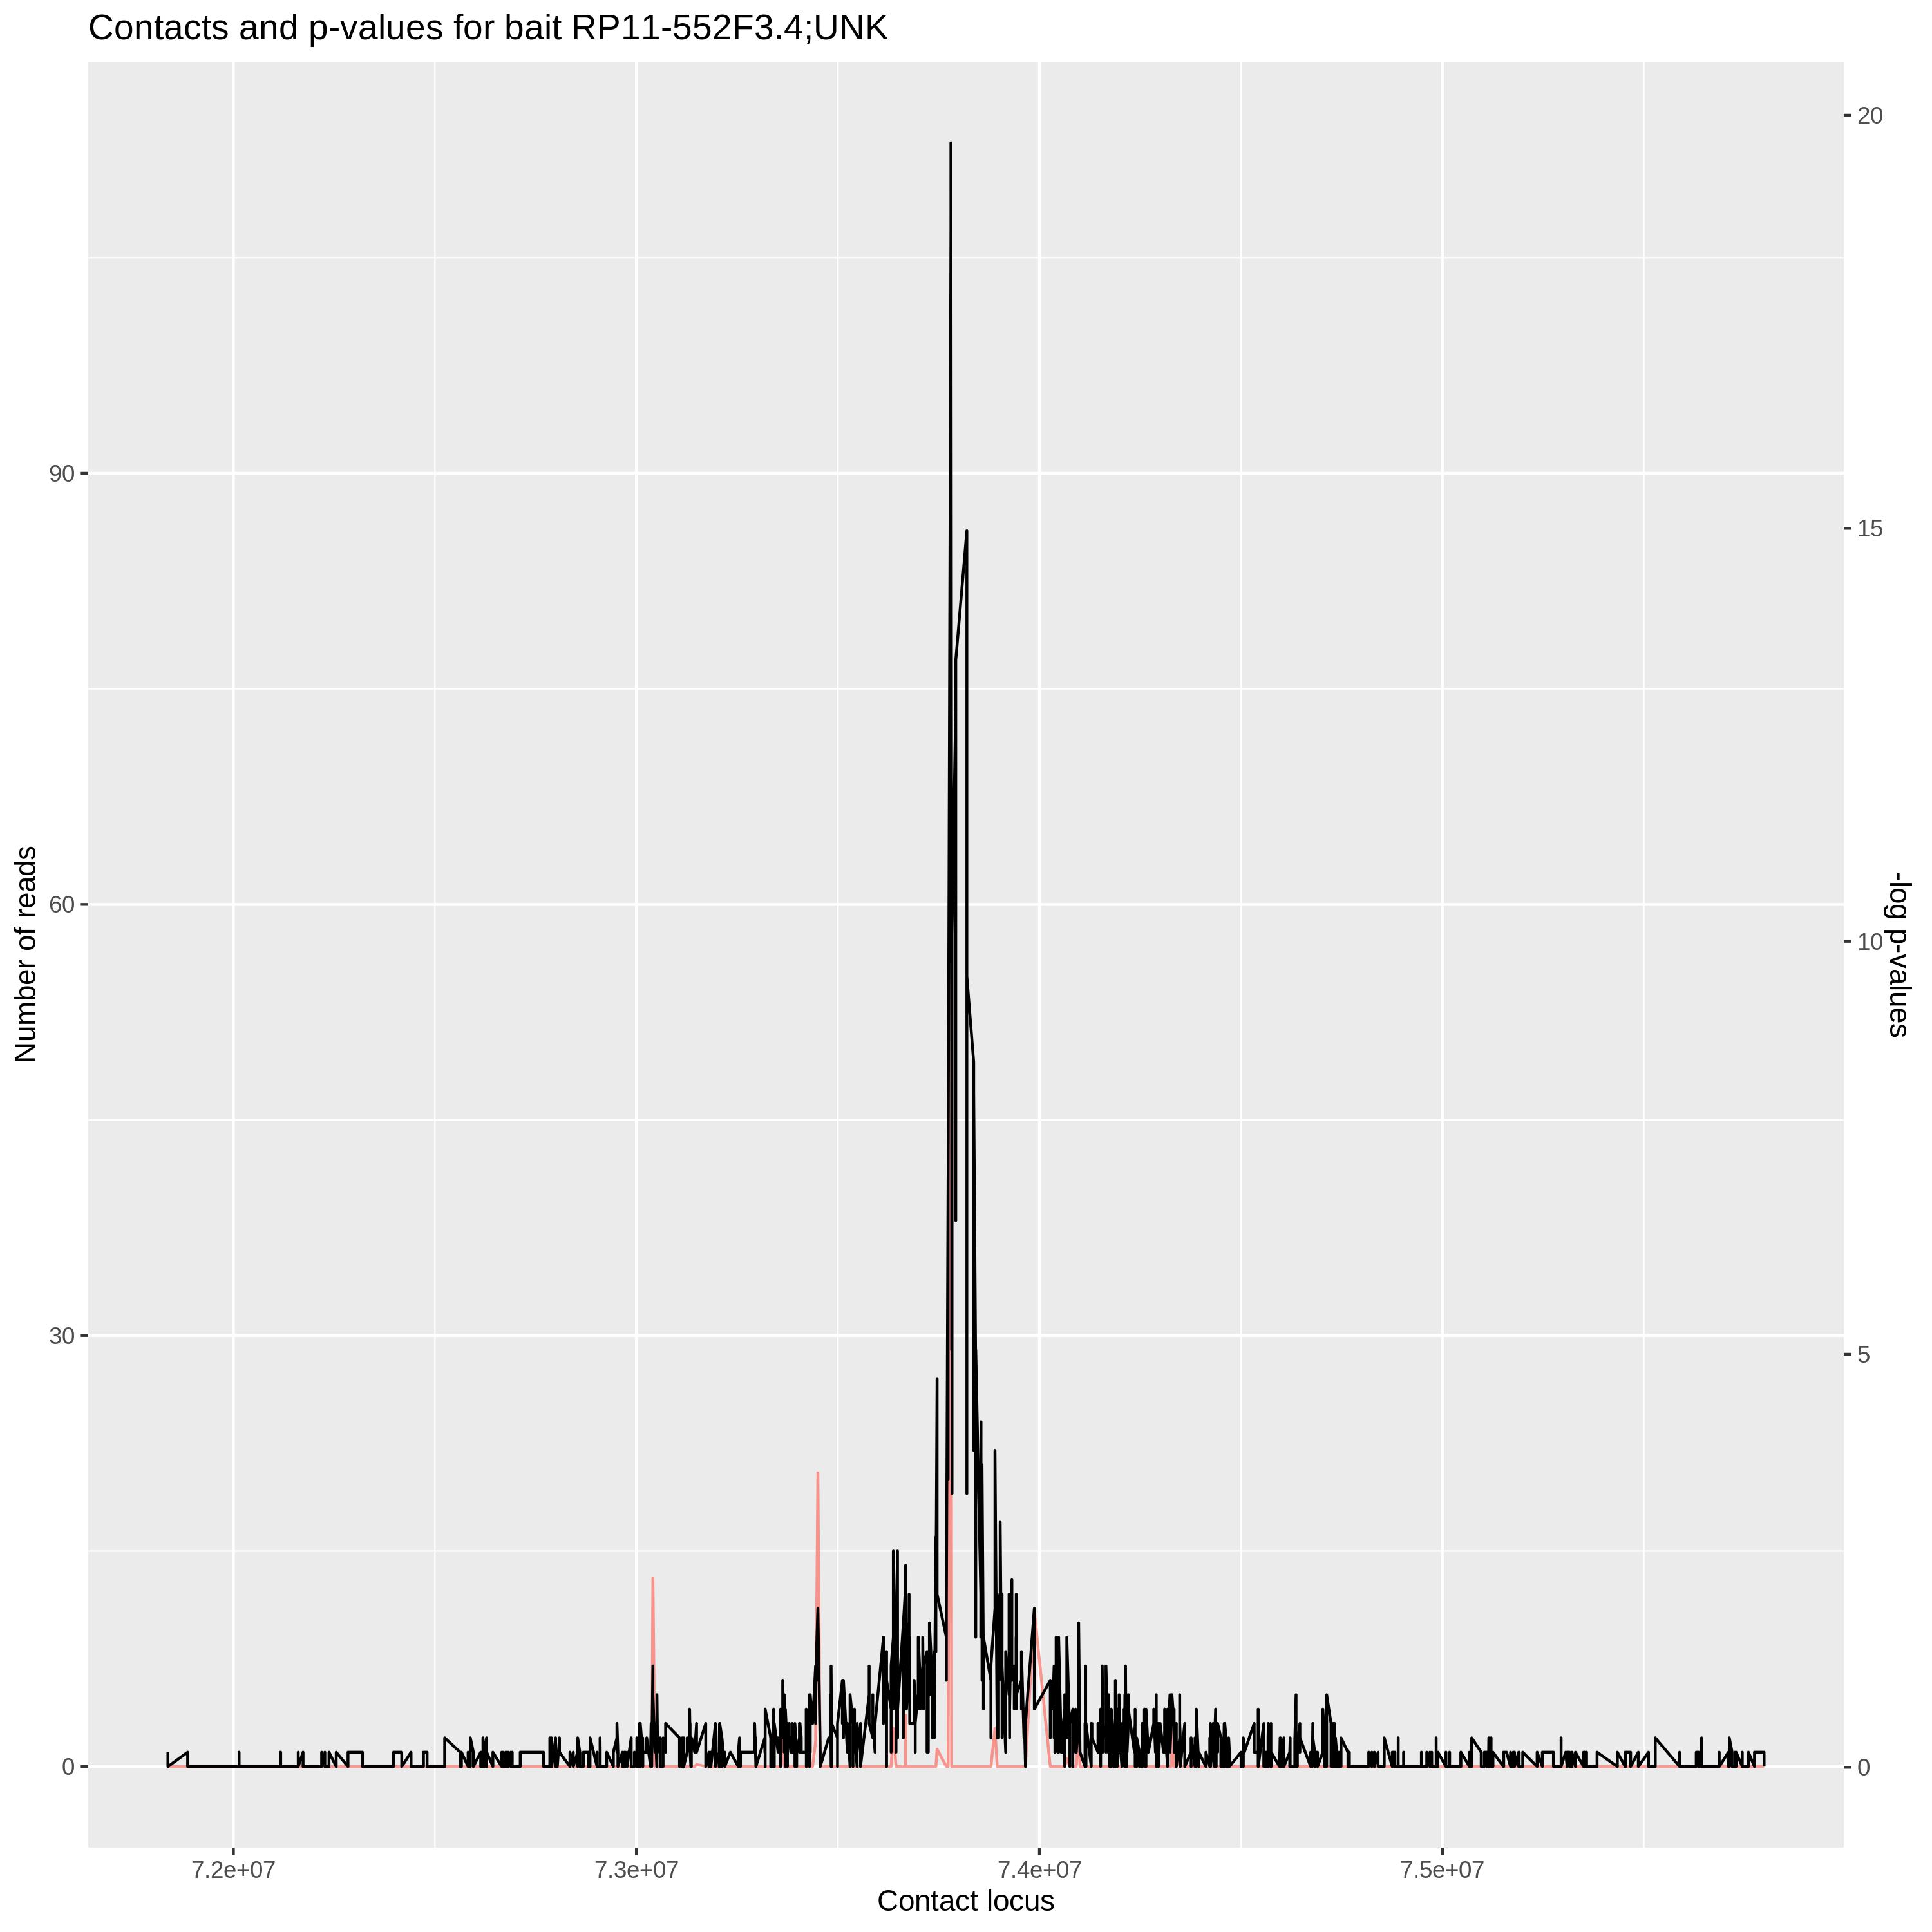 Contacts and p-values for bait RP11-552F3.4;UNK
20
90
15
60
10
30
5
0
0
Number of reads
-log p-values
7.2e+07
7.3e+07
7.4e+07
7.5e+07
Contact locus